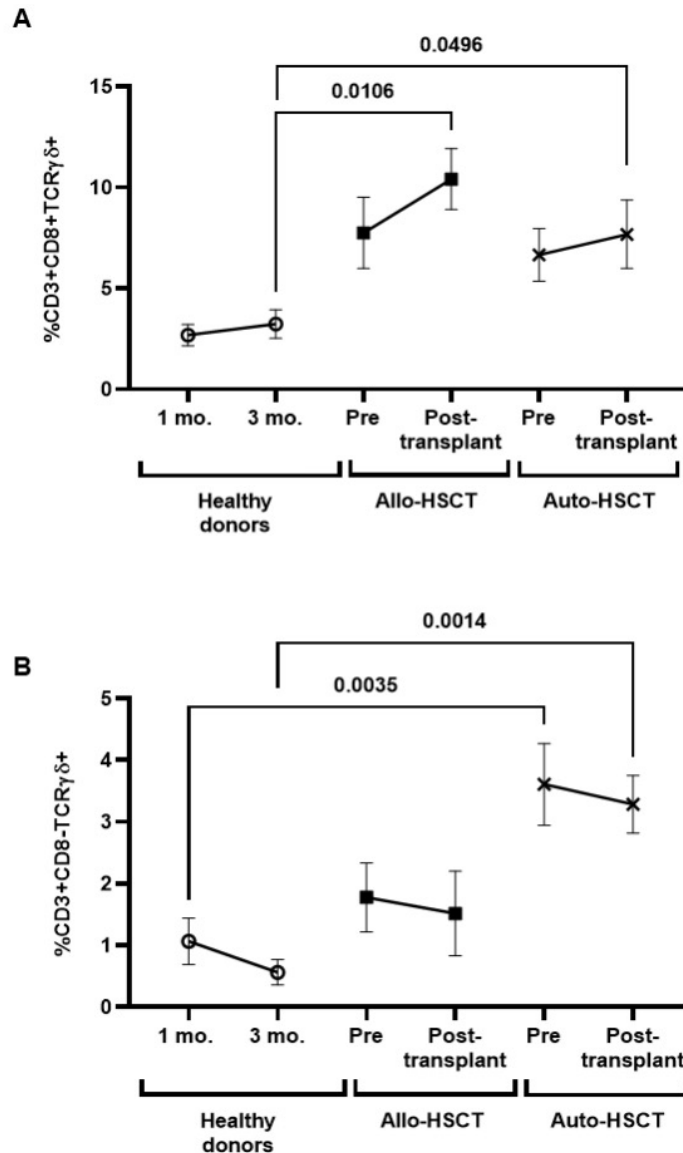 A
0.0496
0.0106
15
10
5
0
%CD3+CD8+TCRγδ+
1 mo. 3 mo. Pre Post-transplant Pre Post-transplant
Healthy donors Allo-HSCT Auto-HSCT
B
0.0014
0.0035
5
4
3
2
1
0
%CD3+CD8-TCRγδ+
1 mo. 3 mo. Pre Post-transplant Pre Post-transplant
Healthy donors Allo-HSCT Auto-HSCT